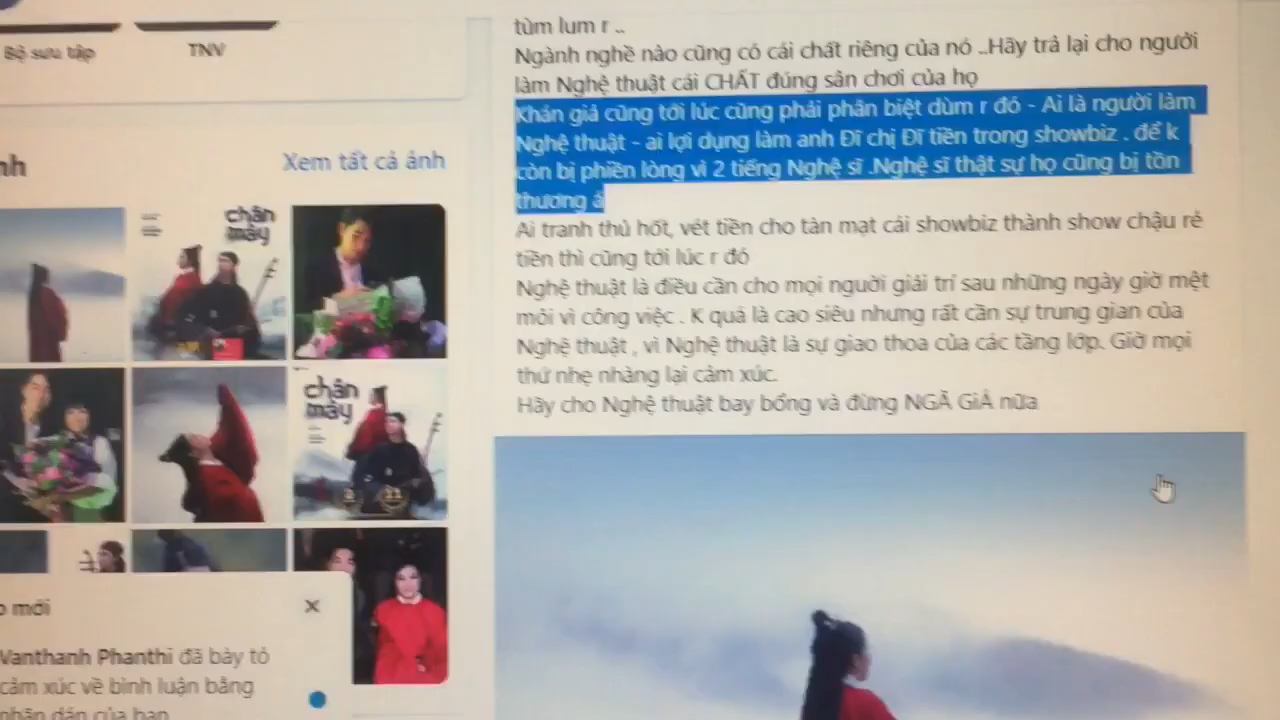 Bộ sưu tập
TNV
nh
Xem tất cả ảnh
chân
mây
chân
mây
o mới
Vanthanh Phanthi đã bày tỏ
cảm xúc về bình luận bằng
nhãn dán của bạn
tùm lum r ..
Ngành nghề nào cũng có cái chất riêng của nó ..Hãy trả lại cho người
làm Nghệ thuật cái CHẤT đúng sân chơi của họ
Khán giả cũng tới lúc cũng phải phân biệt dùm r đó - Ai là người làm
Nghệ thuật - ai lợi dụng làm anh Đĩ chị Đĩ tiền trong showbiz . để k
còn bị phiền lòng vì 2 tiếng Nghệ sĩ .Nghệ sĩ thật sự họ cũng bị tổn
thương á
Ai tranh thủ hốt, vét tiền cho tàn mạt cái showbiz thành show chậu rẻ
tiền thì cũng tới lúc r đó
Nghệ thuật là điều cần cho mọi nguời giải trí sau những ngày giờ mệt
mỏi vì công việc . K quá là cao siêu nhưng rất cần sự trung gian của
Nghệ thuật , vì Nghệ thuật là sự giao thoa của các tầng lớp. Giờ mọi
thứ nhẹ nhàng lại cảm xúc.
Hãy cho Nghệ thuật bay bổng và đừng NGÃ GIÁ nữa